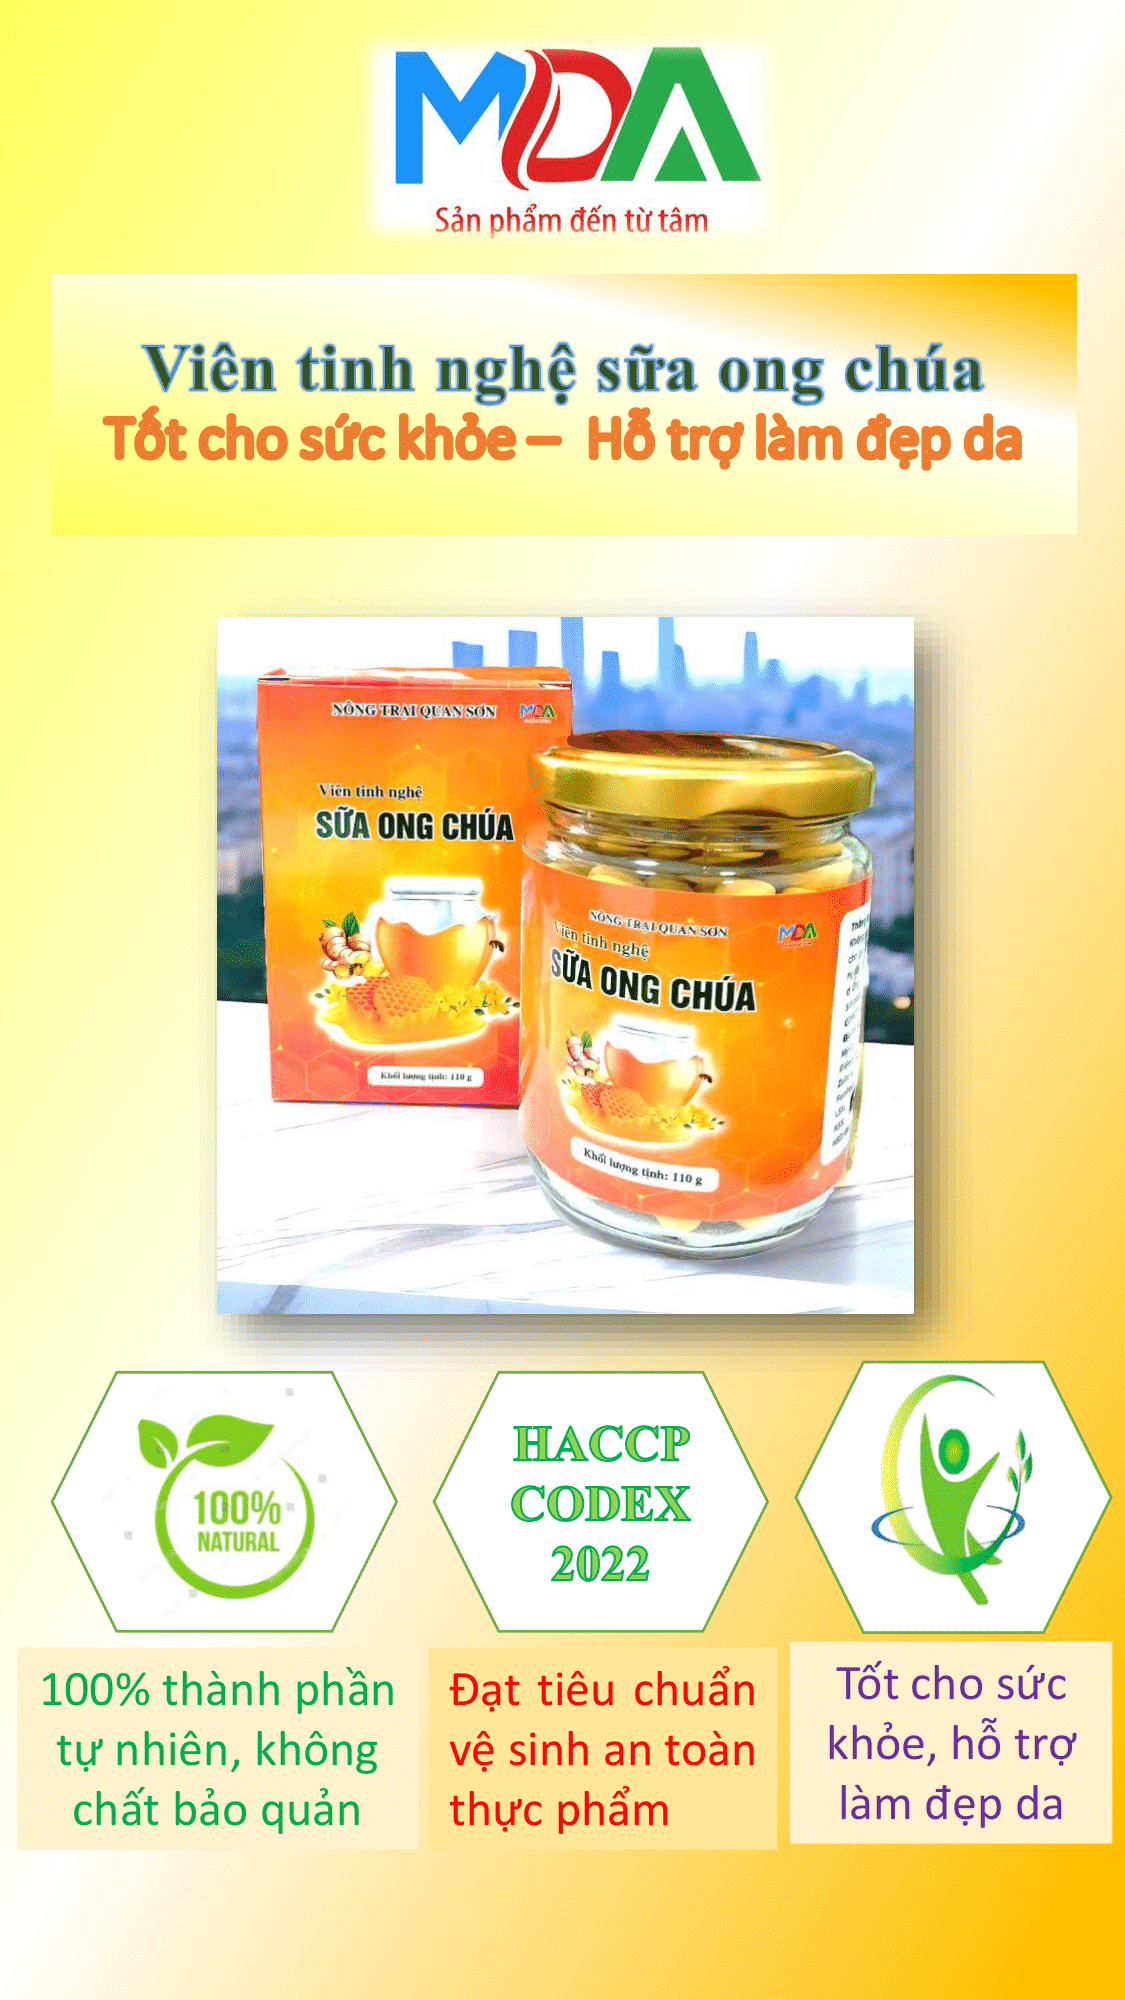 MDA
Sản phẩm đến từ tâm
Viên tinh nghệ sữa ong chúa
Tốt cho sức khỏe – Hỗ trợ làm đẹp da
NÔNG TRẠI QUAN SƠN MDA
Viên tinh nghệ
SỮA ONG CHÚA
Khối lượng tịnh: 110 g
NÔNG TRẠI QUAN SƠN MDA
Viên tinh nghệ
SỮA ONG CHÚA
Khối lượng tịnh: 110 g
100%
NATURAL
HACCP
CODEX
2022
100% thành phần
tự nhiên, không
chất bảo quản
Đạt tiêu chuẩn
vệ sinh an toàn
thực phẩm
Tốt cho sức
khỏe, hỗ trợ
làm đẹp da